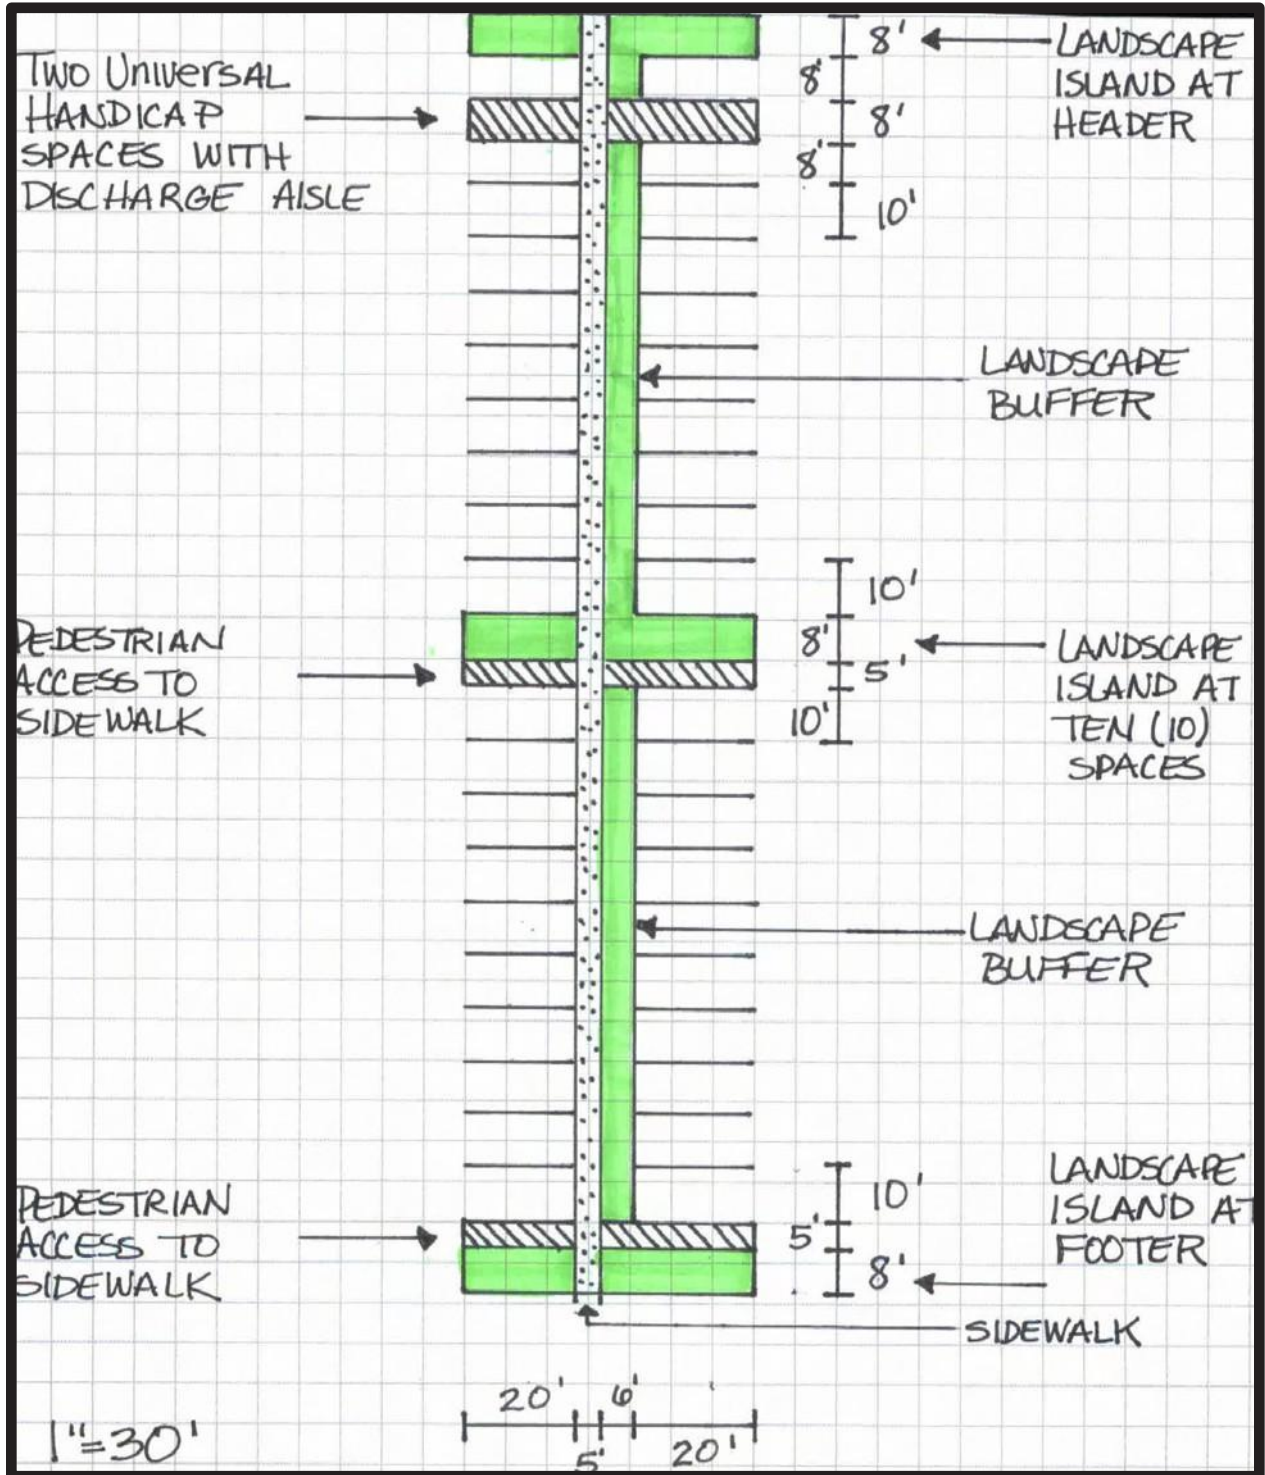 TWO UNIVERSAL
HANDICAP
SPACES WITH
DISCHARGE AISLE
8'
8'
8'
8'
10'
LANDSCAPE
ISLAND AT
HEADER
LANDSCAPE
BUFFER
PEDESTRIAN
ACCESS TO
SIDEWALK
10'
8'
5'
10'
LANDSCAPE
ISLAND AT
TEN (10)
SPACES
LANDSCAPE
BUFFER
PEDESTRIAN
ACCESS TO
SIDEWALK
10'
5'
8'
LANDSCAPE
ISLAND AT
FOOTER
SIDEWALK
20' 6'
5' 20'
1"=30'